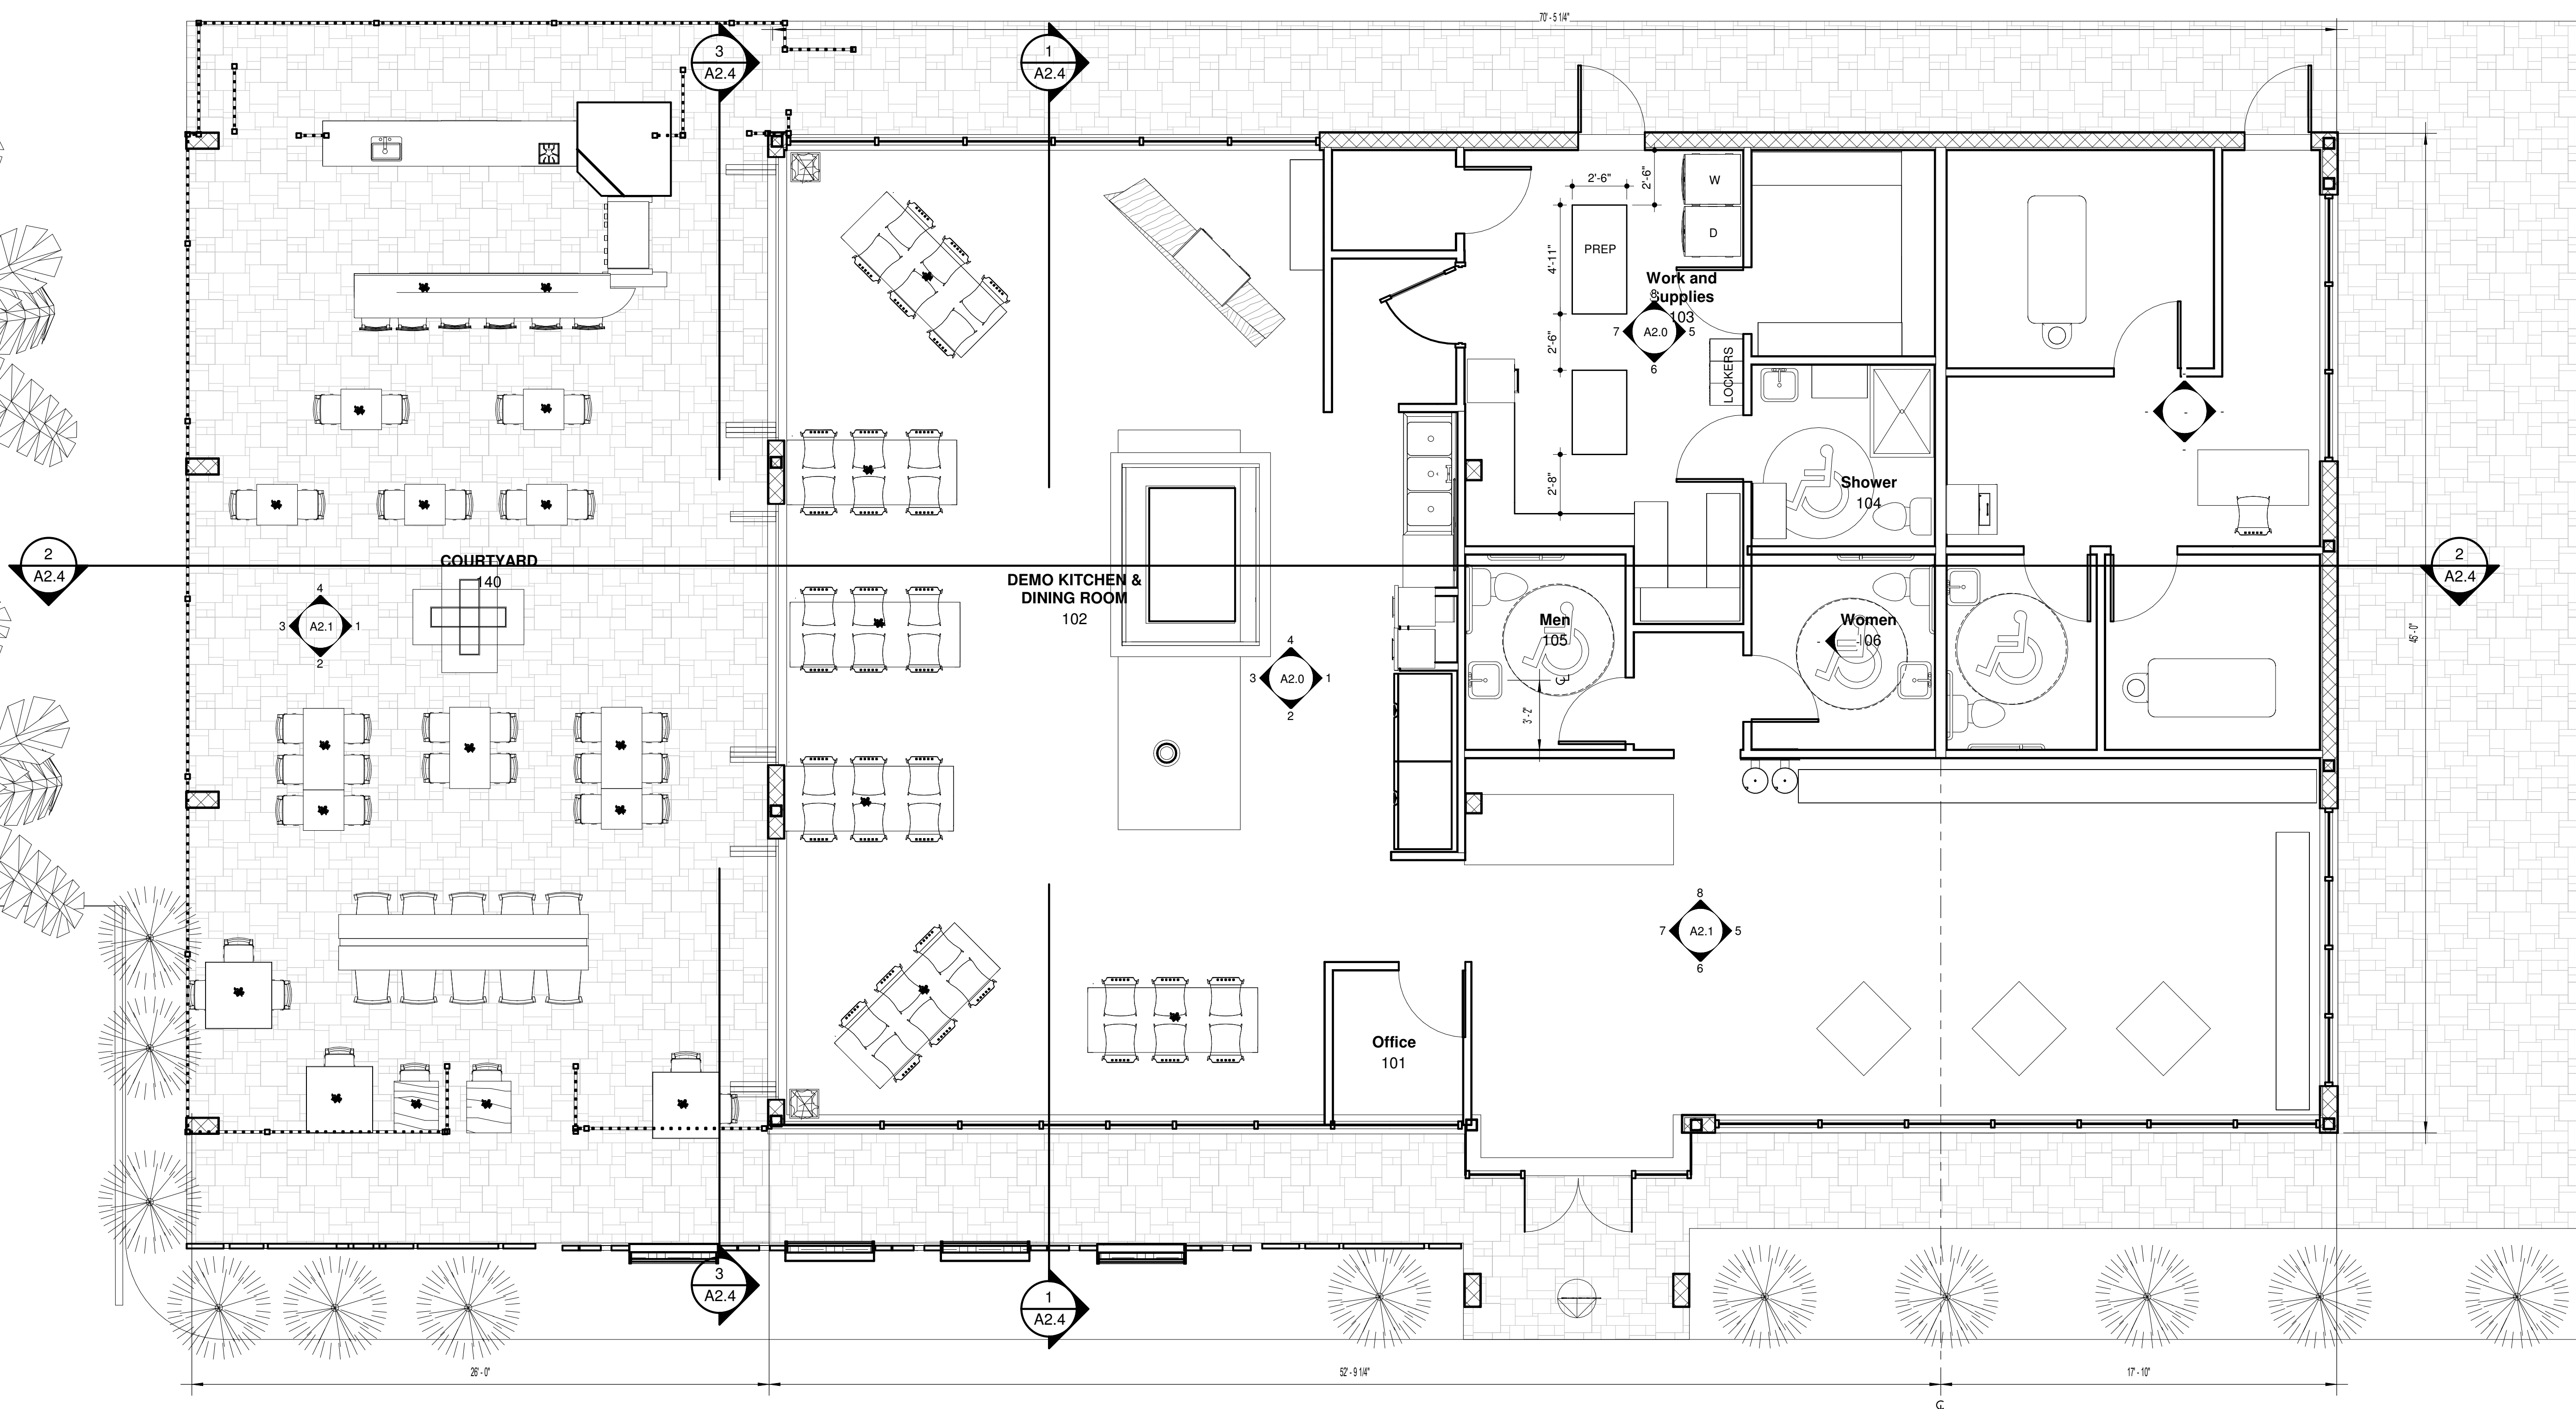 70' - 5 1/4"
3
A2.4
1
A2.4
2'-6"
2'-6"
W
D
PREP
4'-11"
Work and
Supplies
103
8
7
A2.0
5
6
2'-6"
LOCKERS
2'-8"
-
-
-
-
-
Shower
104
2
A2.4
COURTYARD
140
2
A2.4
4
3
A2.1
1
2
DEMO KITCHEN &
DINING ROOM
102
Men
105
Women
106
-
45' - 0"
4
3
A2.0
1
2
CL
3' - 2"
8
7
A2.1
5
6
Office
101
3
A2.4
1
A2.4
26' - 0"
52' - 9 1/4"
17' - 10"
CL